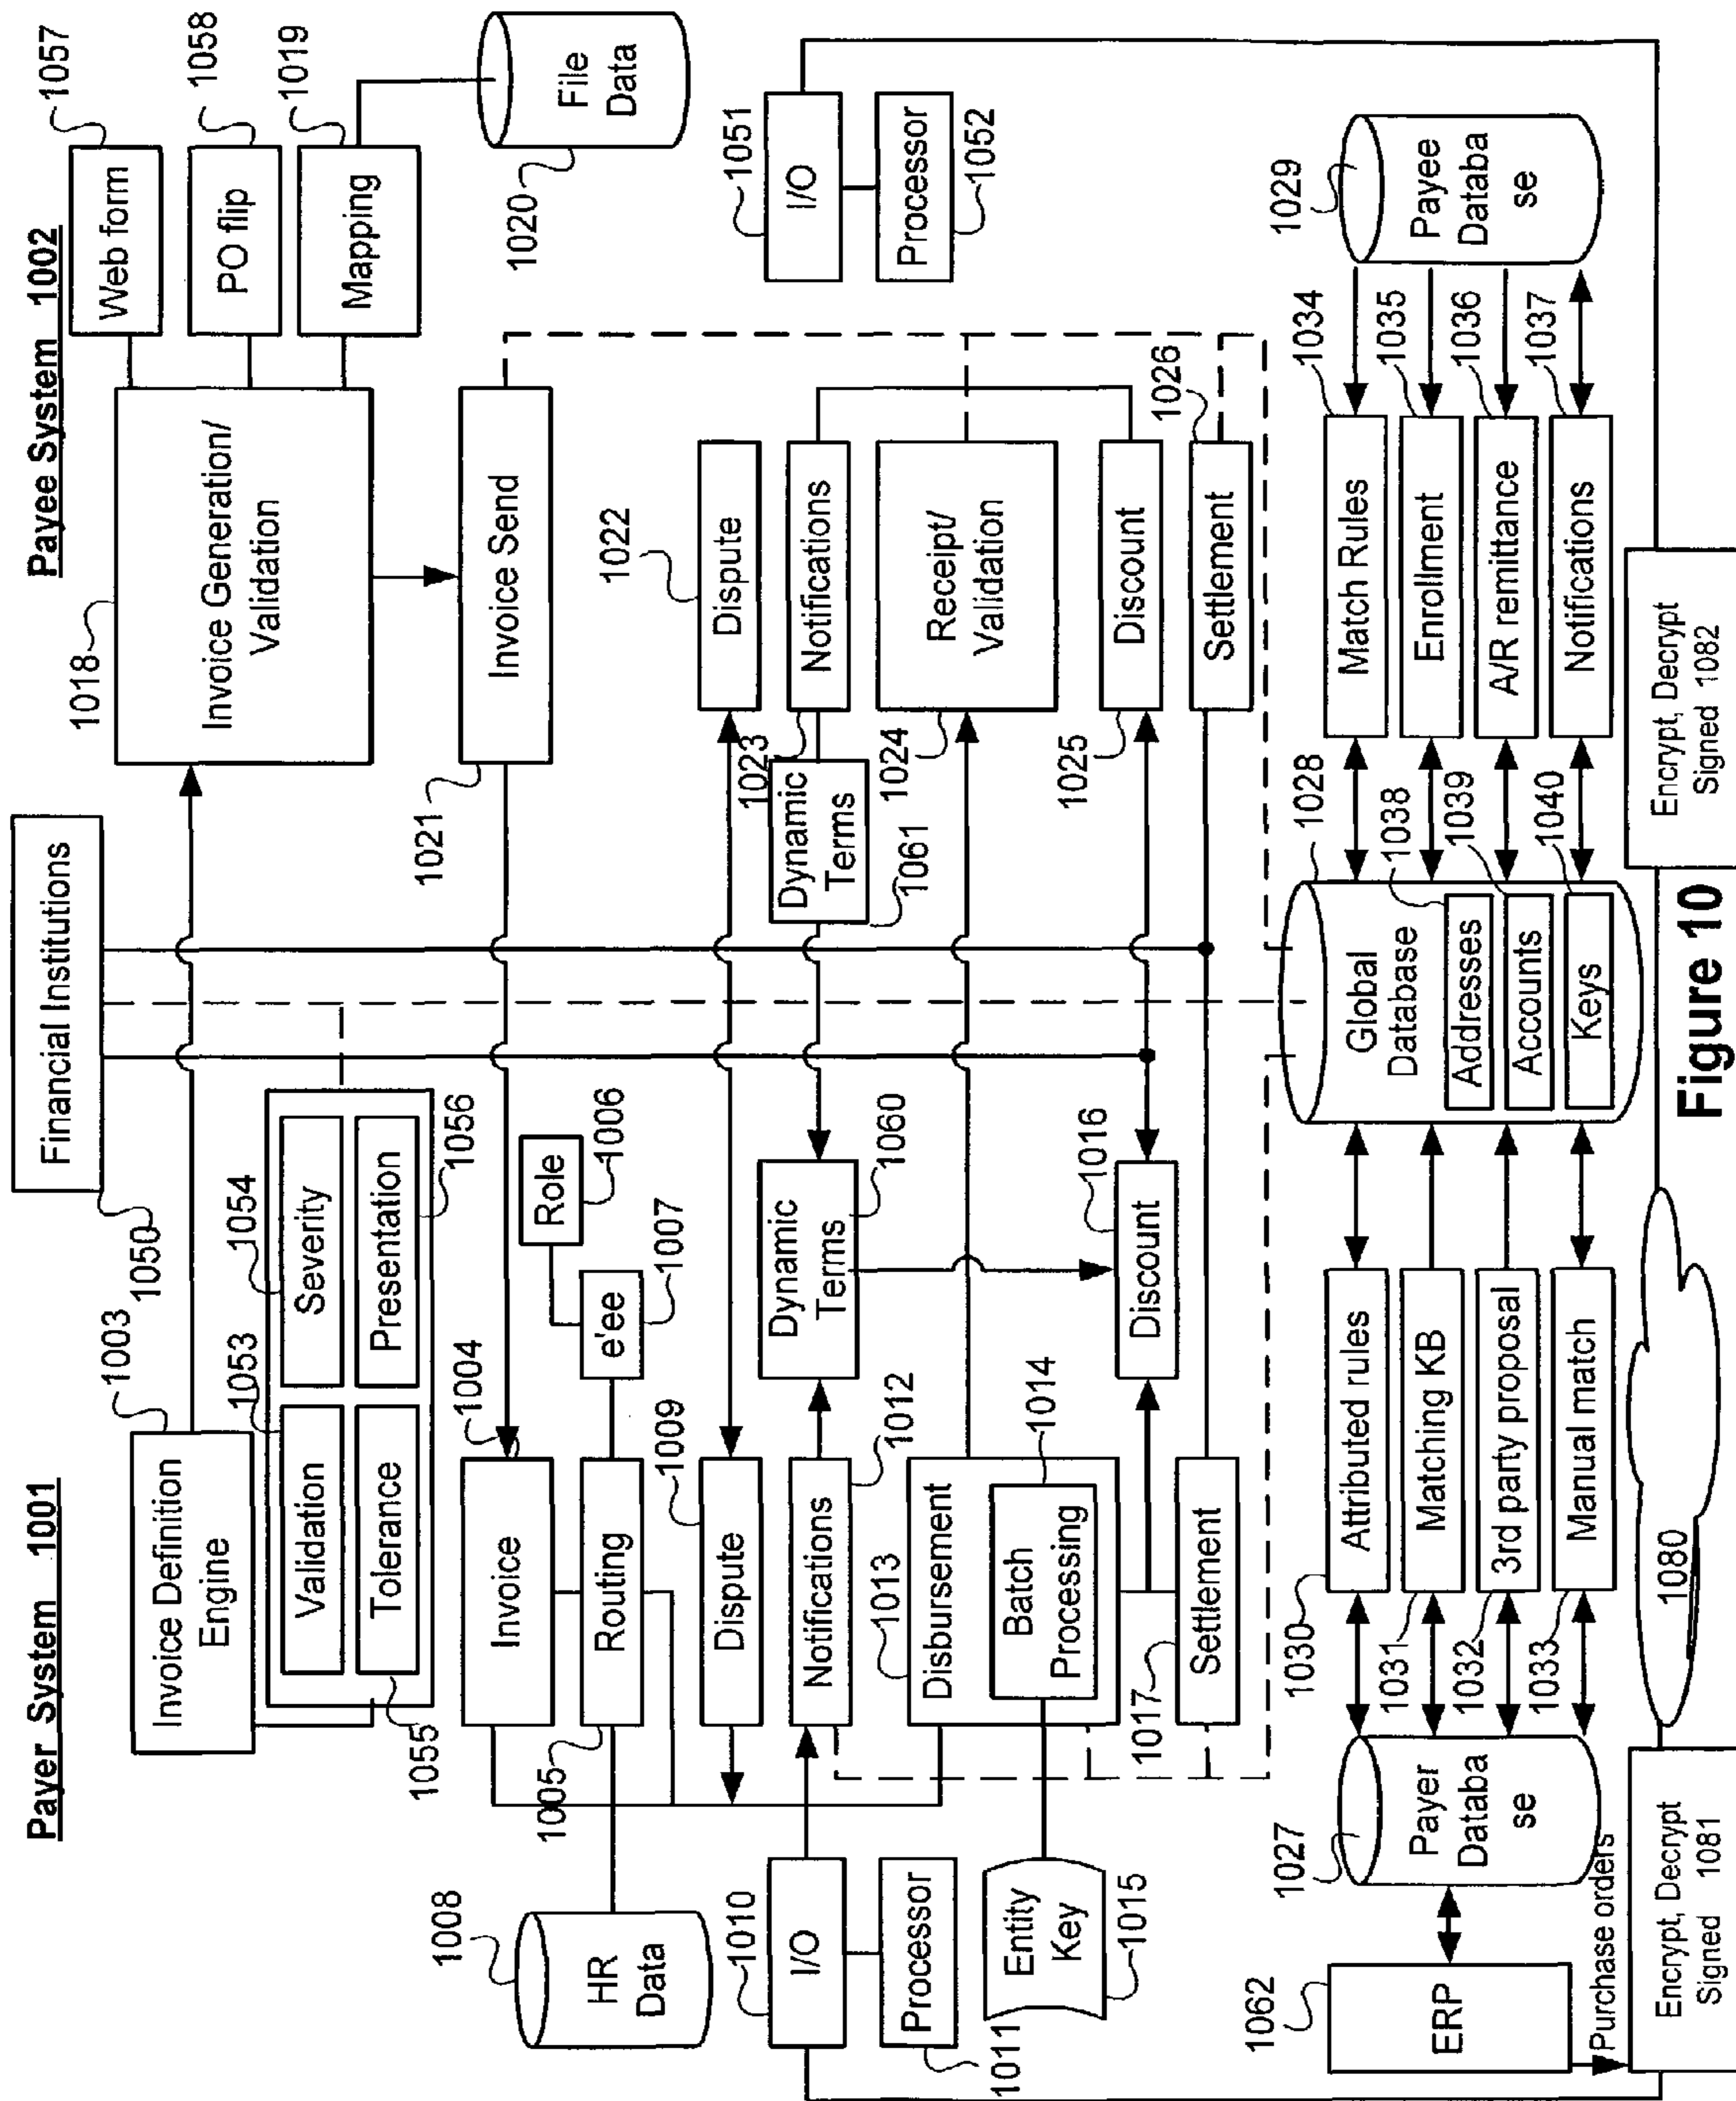 Payer System 1001
Payee System 1002
Financial Institutions
1050
1003
Invoice Definition
Engine
1053
Validation
1054
Severity
1055
Tolerance
1056
Presentation
1018
Invoice Generation/
Validation
Web form
1057
PO flip
1058
Mapping
1019
File
Data
1020
1021
Invoice Send
1004
Invoice
1005
Routing
Role
1006
e'ee
1007
1008
HR
Data
1009
Dispute
1022
Dispute
1010
I/O
Processor
1011
Notifications
1012
Dynamic
Terms
1060
Dynamic
Terms
1061
1023
Notifications
1051
I/O
Processor
1052
1013
Disbursement
1014
Batch
Processing
Entity
Key
1015
1024
Receipt/
Validation
1016
Discount
1025
Discount
1017
Settlement
1026
Settlement
1062
ERP
Purchase orders
1027
Payer
Databa
se
1030
Attributed rules
1031
Matching KB
1032
3rd party proposal
1033
Manual match
1028
Global
Database
1038
Addresses
1039
Accounts
1040
Keys
1034
Match Rules
1035
Enrollment
1036
A/R remittance
1037
Notifications
1029
Payee
Databa
se
Encrypt, Decrypt
Signed 1081
1080
Encrypt, Decrypt
Signed 1082
Figure 10